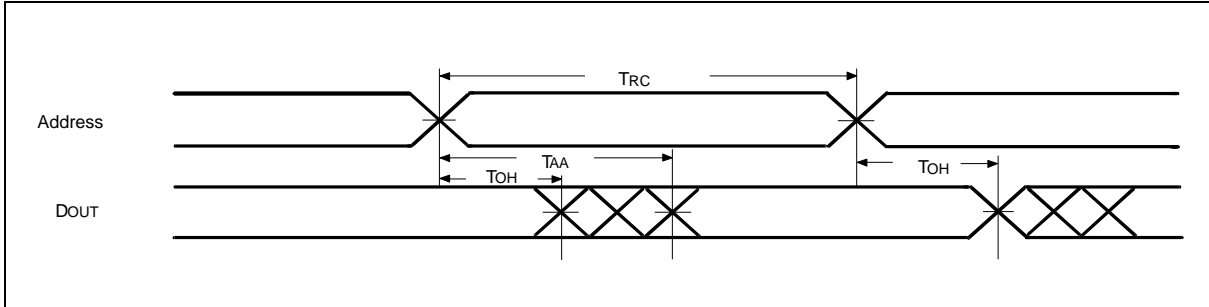 TRC
Address
TAA
TOH
TOH
DOUT